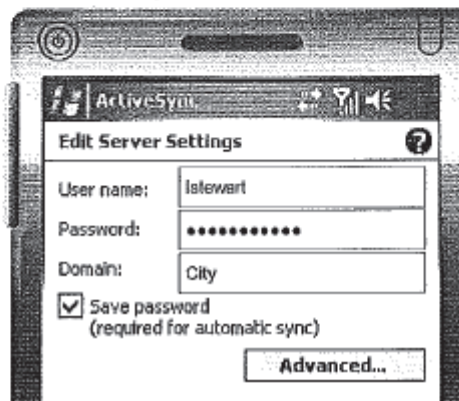 ActiveSync
Edit Server Settings
User name: lstewart
Password: •••••••••••
Domain: City
Save password
(required for automatic sync)
Advanced...